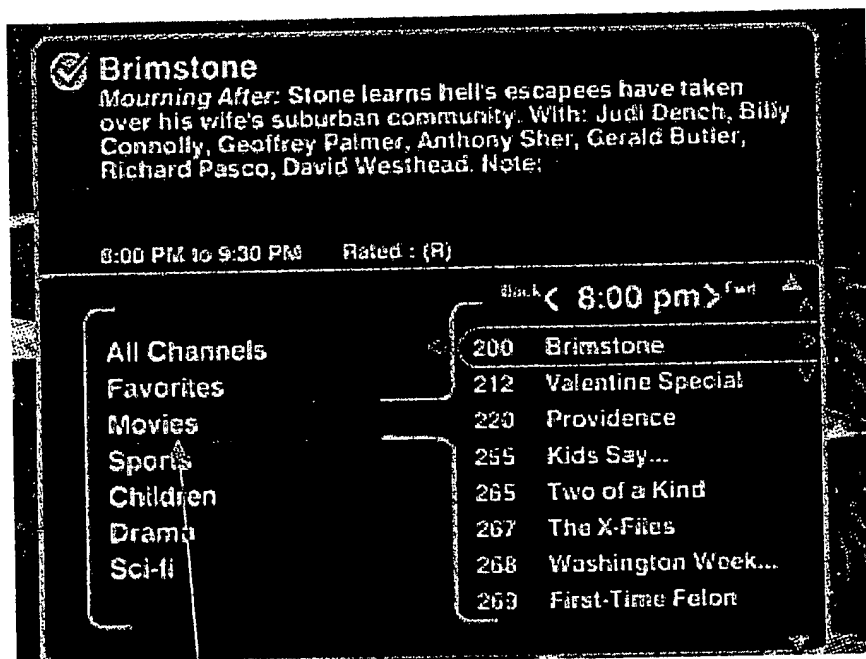 Brimstone
Mourning After: Stone learns hell's escapees have taken
over his wife's suburban community. With: Judi Dench, Billy
Connolly, Geoffrey Palmer, Anthony Sher, Gerald Butler,
Richard Pasco, David Westhead. Note:
8:00 PM to 9:30 PM Rated : (R)
Back < 8:00 pm > Fwd
All Channels
Favorites
Movies
Sports
Children
Drama
Sci-fi
200 Brimstone
212 Valentine Special
220 Providence
255 Kids Say...
265 Two of a Kind
267 The X-Files
268 Washington Week...
269 First-Time Felon